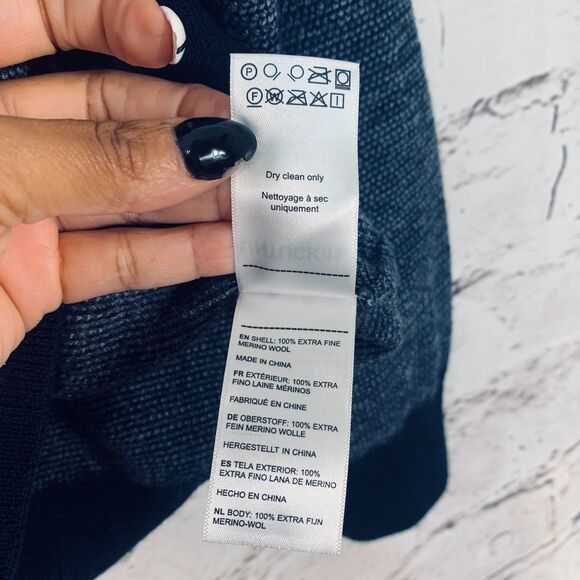 P
F W
Dry clean only
Nettoyage à sec
uniquement
EN SHELL: 100% EXTRA FINE
MERINO WOOL
MADE IN CHINA
FR EXTÉRIEUR: 100% EXTRA
FINO LAINE MÉRINOS
FABRIQUÉ EN CHINE
DE OBERSTOFF: 100% EXTRA
FEIN MERINO WOLLE
HERGESTELLT IN CHINA
ES TELA EXTERIOR: 100%
EXTRA FINO LANA DE MERINO
HECHO EN CHINA
NL BODY: 100% EXTRA FIJN
MERINO-WOL